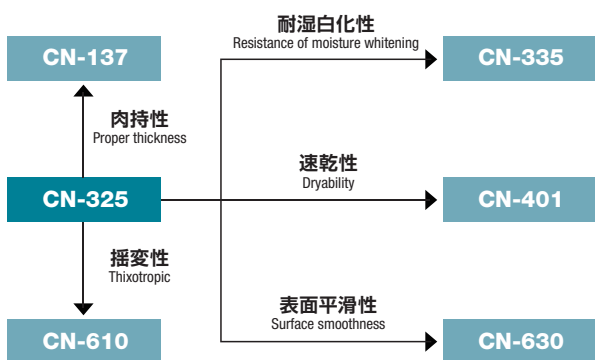 耐湿白化性
Resistance of moisture whitening
CN-137
CN-335
肉持性
Proper thickness
速乾性
Dryability
CN-325
CN-401
揺変性
Thixotropic
表面平滑性
Surface smoothness
CN-610
CN-630